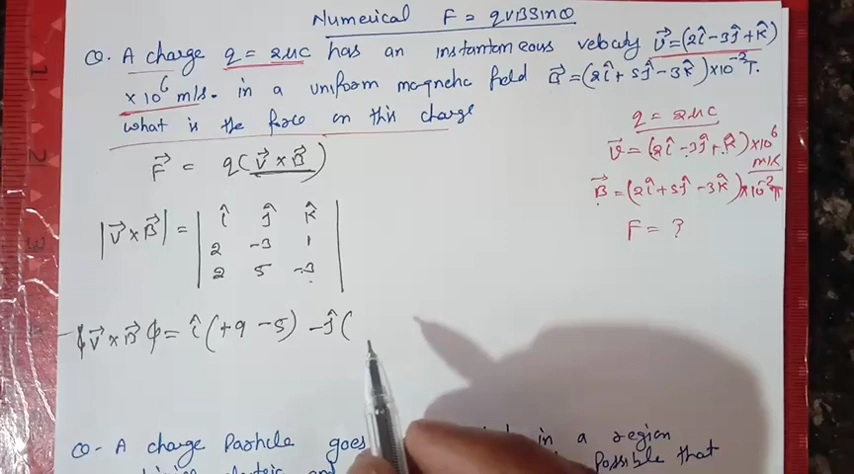 Numerical F = qVBSinθ
Q. A charge q = 2μc has an instantaneous velocity V⃗=(2î-3ĵ+k̂)
×10⁶ m/s. in a uniform magnetic field B⃗=(2î+5ĵ-3k̂)×10⁻²T.
what is the force on this charge
q = 2μC
F⃗ = q(V⃗×B⃗)
V⃗ = (2î-3ĵ+k̂)×10⁶ m/s
B⃗ = (2î+5ĵ-3k̂)×10⁻²T
F = ?
|V⃗×B⃗| = | î ĵ k̂ |
2 -3 1
2 5 -3
V⃗×B⃗ = î(+9-5) -ĵ(
Q- A charge Particle goes in a region
Possible that